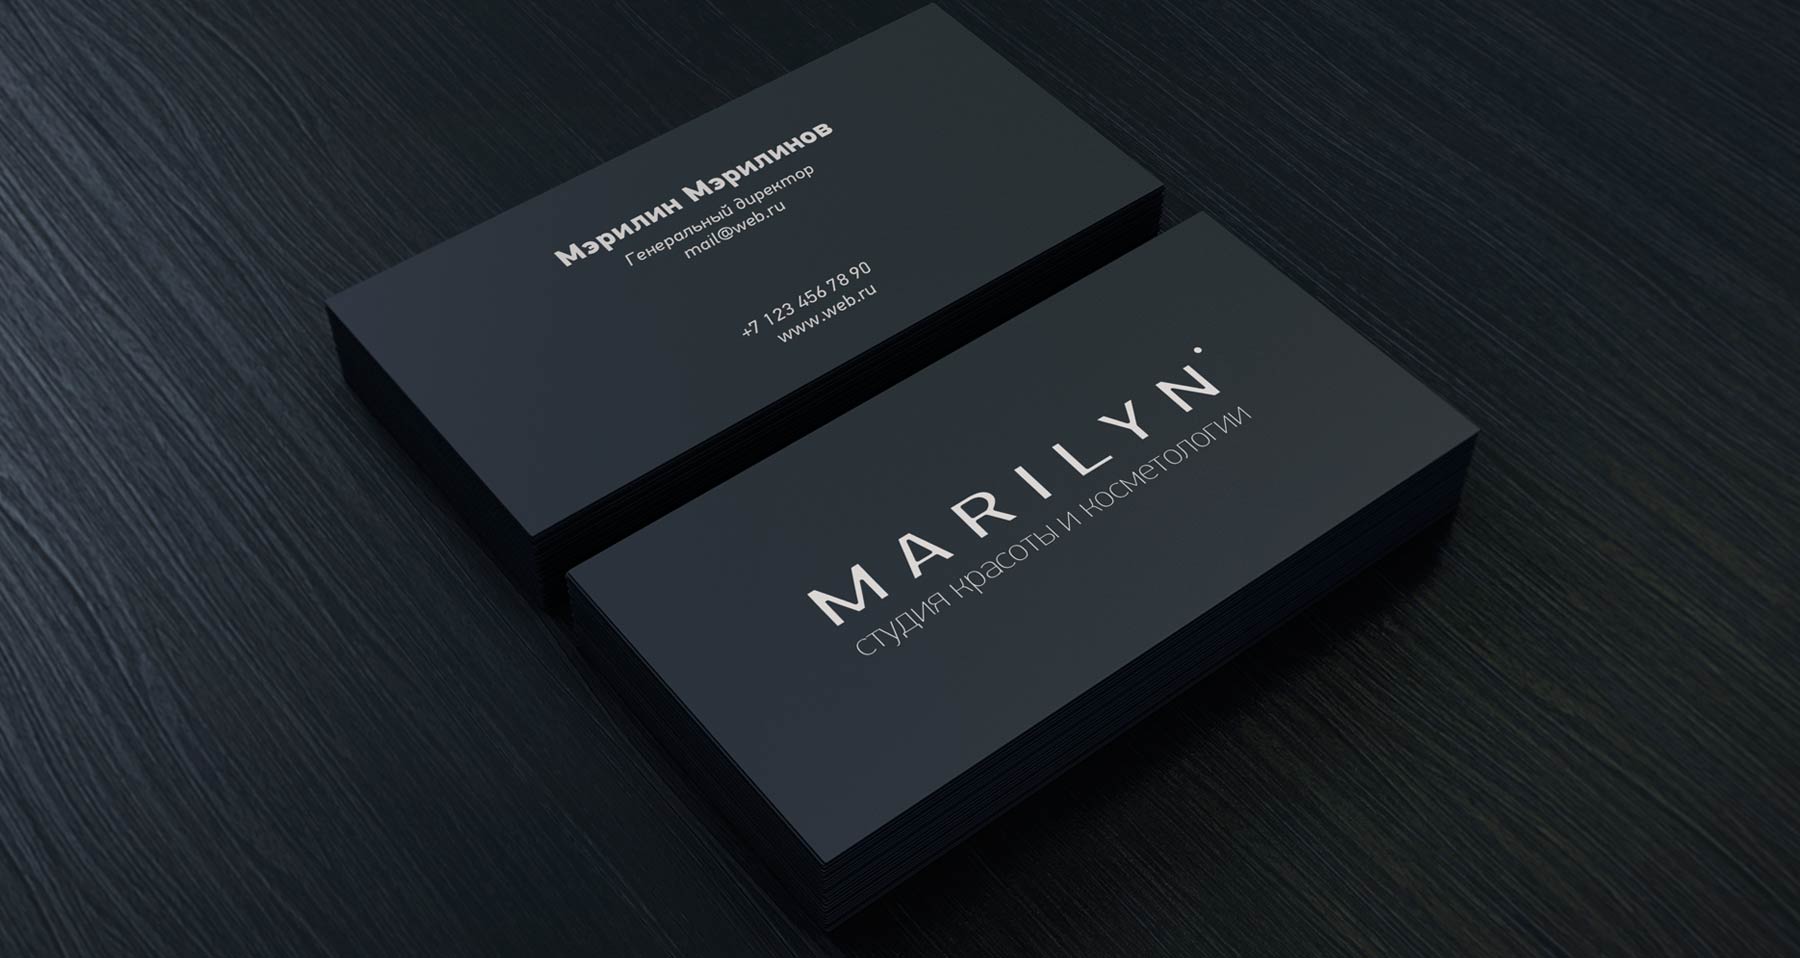 Мэрилин Мэрилинов
Генеральный директор
mail@web.ru
+7 123 456 78 90
www.web.ru
MARILYN
студия красоты и косметологии